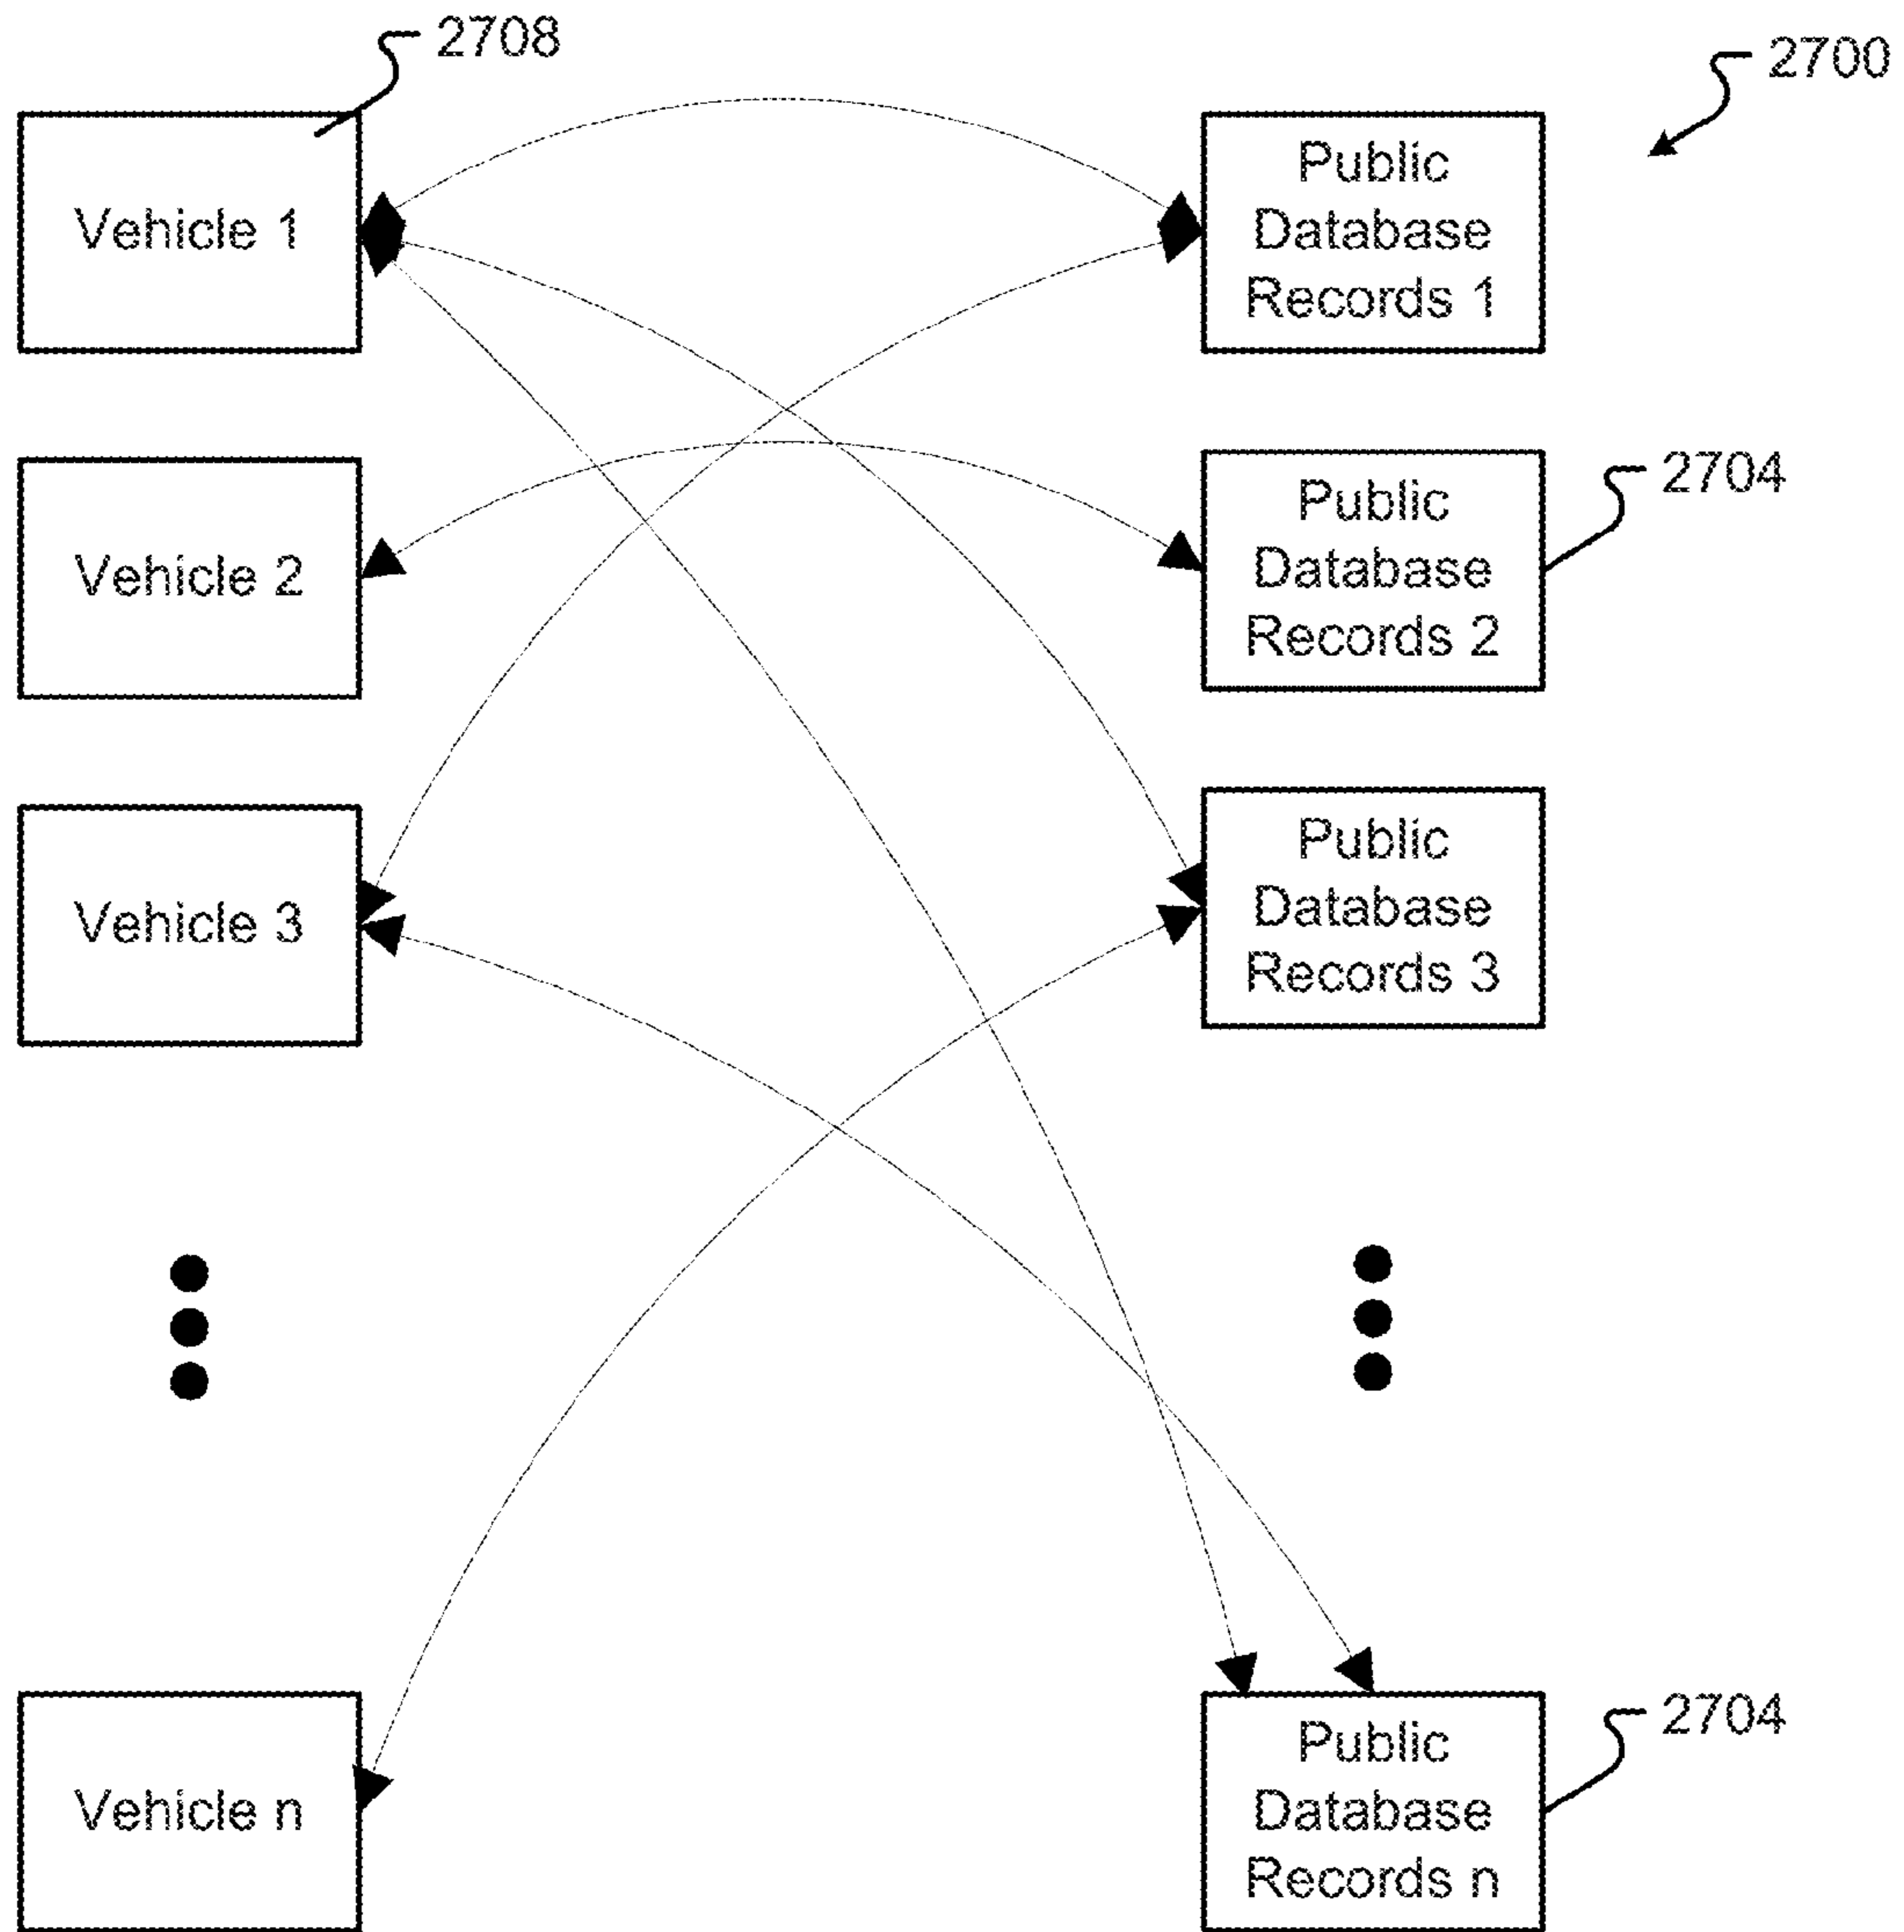 2708
2700
Vehicle 1
Public
Database
Records 1
Vehicle 2
Public
Database
Records 2
2704
Vehicle 3
Public
Database
Records 3
Vehicle n
Public
Database
Records n
2704